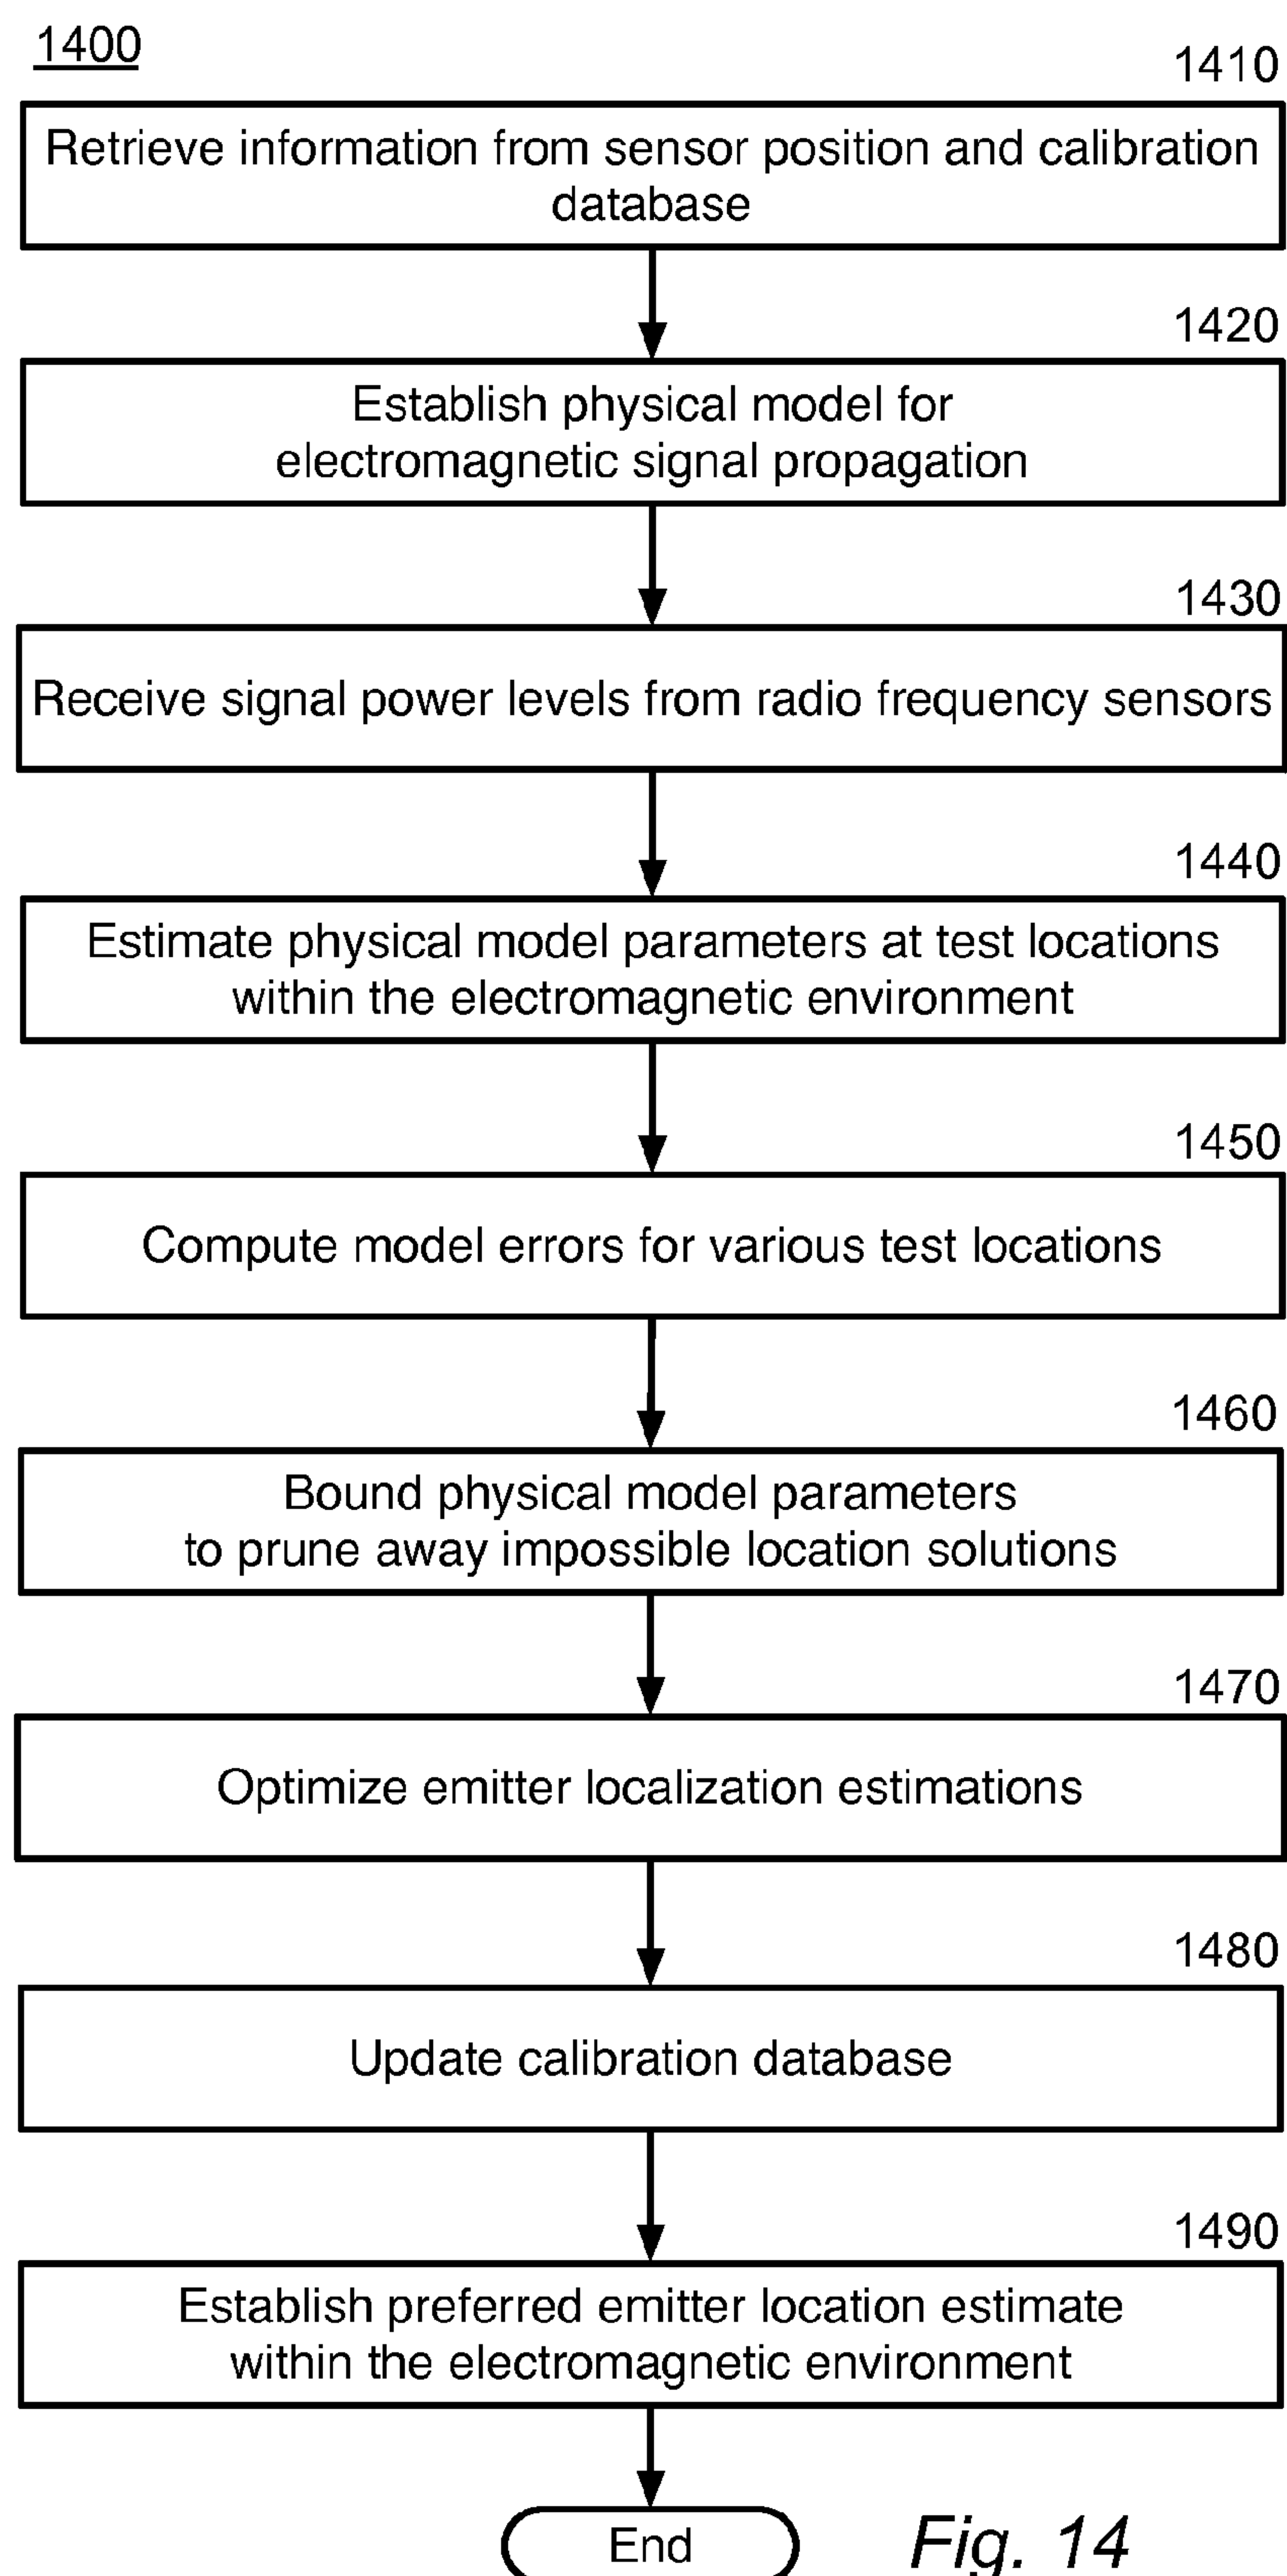 1400
1410
Retrieve information from sensor position and calibration
database
1420
Establish physical model for
electromagnetic signal propagation
1430
Receive signal power levels from radio frequency sensors
1440
Estimate physical model parameters at test locations
within the electromagnetic environment
1450
Compute model errors for various test locations
1460
Bound physical model parameters
to prune away impossible location solutions
1470
Optimize emitter localization estimations
1480
Update calibration database
1490
Establish preferred emitter location estimate
within the electromagnetic environment
End
Fig. 14